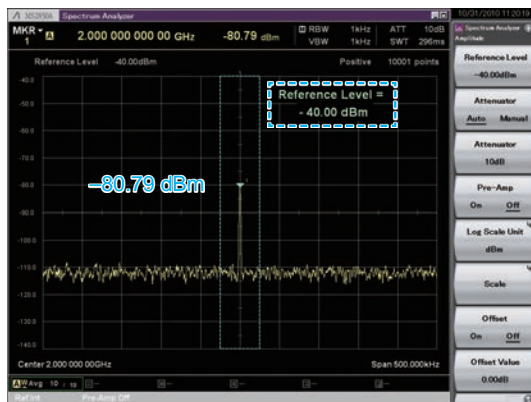 MS2830A Spectrum Analyzer
10/31/2010 11:20:19
MKR
1
2.000 000 000 00 GHz
-80.79 dBm
RBW 1kHz
VBW 1kHz
ATT 10dB
SWT 296ms
Spectrum Analyzer
Amplitude
Reference Level -40.00dBm
Positive 10001 points
Reference Level =
- 40.00 dBm
–80.79 dBm
-40.0
-60.0
-70.0
-80.0
-90.0
-100.0
-110.0
-120.0
-130.0
-140.0
Center 2.000 000 00GHz
Span 500.000kHz
Avg 10 / 10
Ref.Int Pre-Amp Off
Reference Level
-40.00dBm
Attenuator
Auto Manual
Attenuator
10dB
Pre-Amp
On Off
Log Scale Unit
dBm
Scale
Offset
On Off
Offset Value
0.00dB